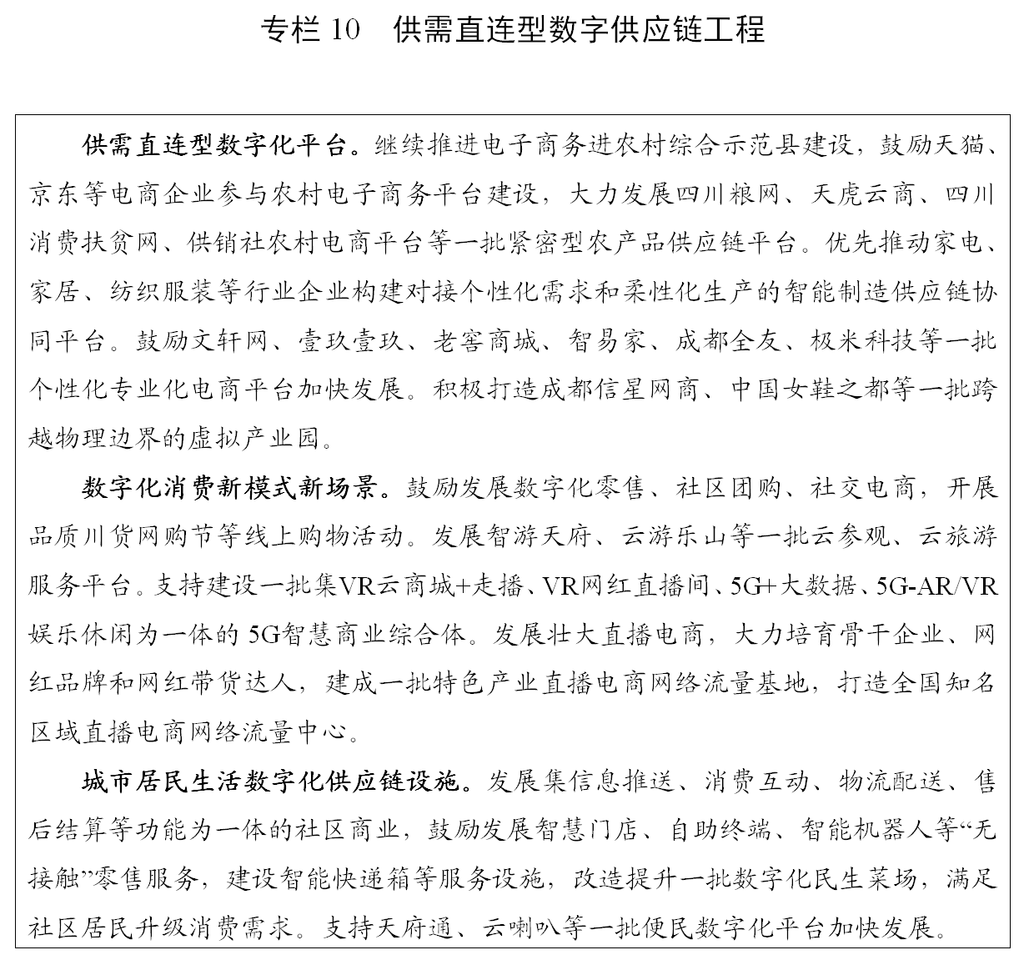 专栏 10　供需直连型数字供应链工程
供需直连型数字化平台。继续推进电子商务进农村综合示范县建设，鼓励天猫、
京东等电商企业参与农村电子商务平台建设，大力发展四川粮网、天虎云商、四川
消费扶贫网、供销社农村电商平台等一批紧密型农产品供应链平台。优先推动家电、
家居、纺织服装等行业企业构建对接个性化需求和柔性化生产的智能制造供应链协
同平台。鼓励文轩网、壹玖壹玖、老窖商城、智易家、成都全友、极米科技等一批
个性化专业化电商平台加快发展。积极打造成都信星网商、中国女鞋之都等一批跨
越物理边界的虚拟产业园。
数字化消费新模式新场景。鼓励发展数字化零售、社区团购、社交电商，开展
品质川货网购节等线上购物活动。发展智游天府、云游乐山等一批云参观、云旅游
服务平台。支持建设一批集VR云商城+走播、VR网红直播间、5G+大数据、5G-AR/VR
娱乐休闲为一体的 5G智慧商业综合体。发展壮大直播电商，大力培育骨干企业、网
红品牌和网红带货达人，建成一批特色产业直播电商网络流量基地，打造全国知名
区域直播电商网络流量中心。
城市居民生活数字化供应链设施。发展集信息推送、消费互动、物流配送、售
后结算等功能为一体的社区商业，鼓励发展智慧门店、自助终端、智能机器人等“无
接触”零售服务，建设智能快递箱等服务设施，改造提升一批数字化民生菜场，满足
社区居民升级消费需求。支持天府通、云喇叭等一批便民数字化平台加快发展。